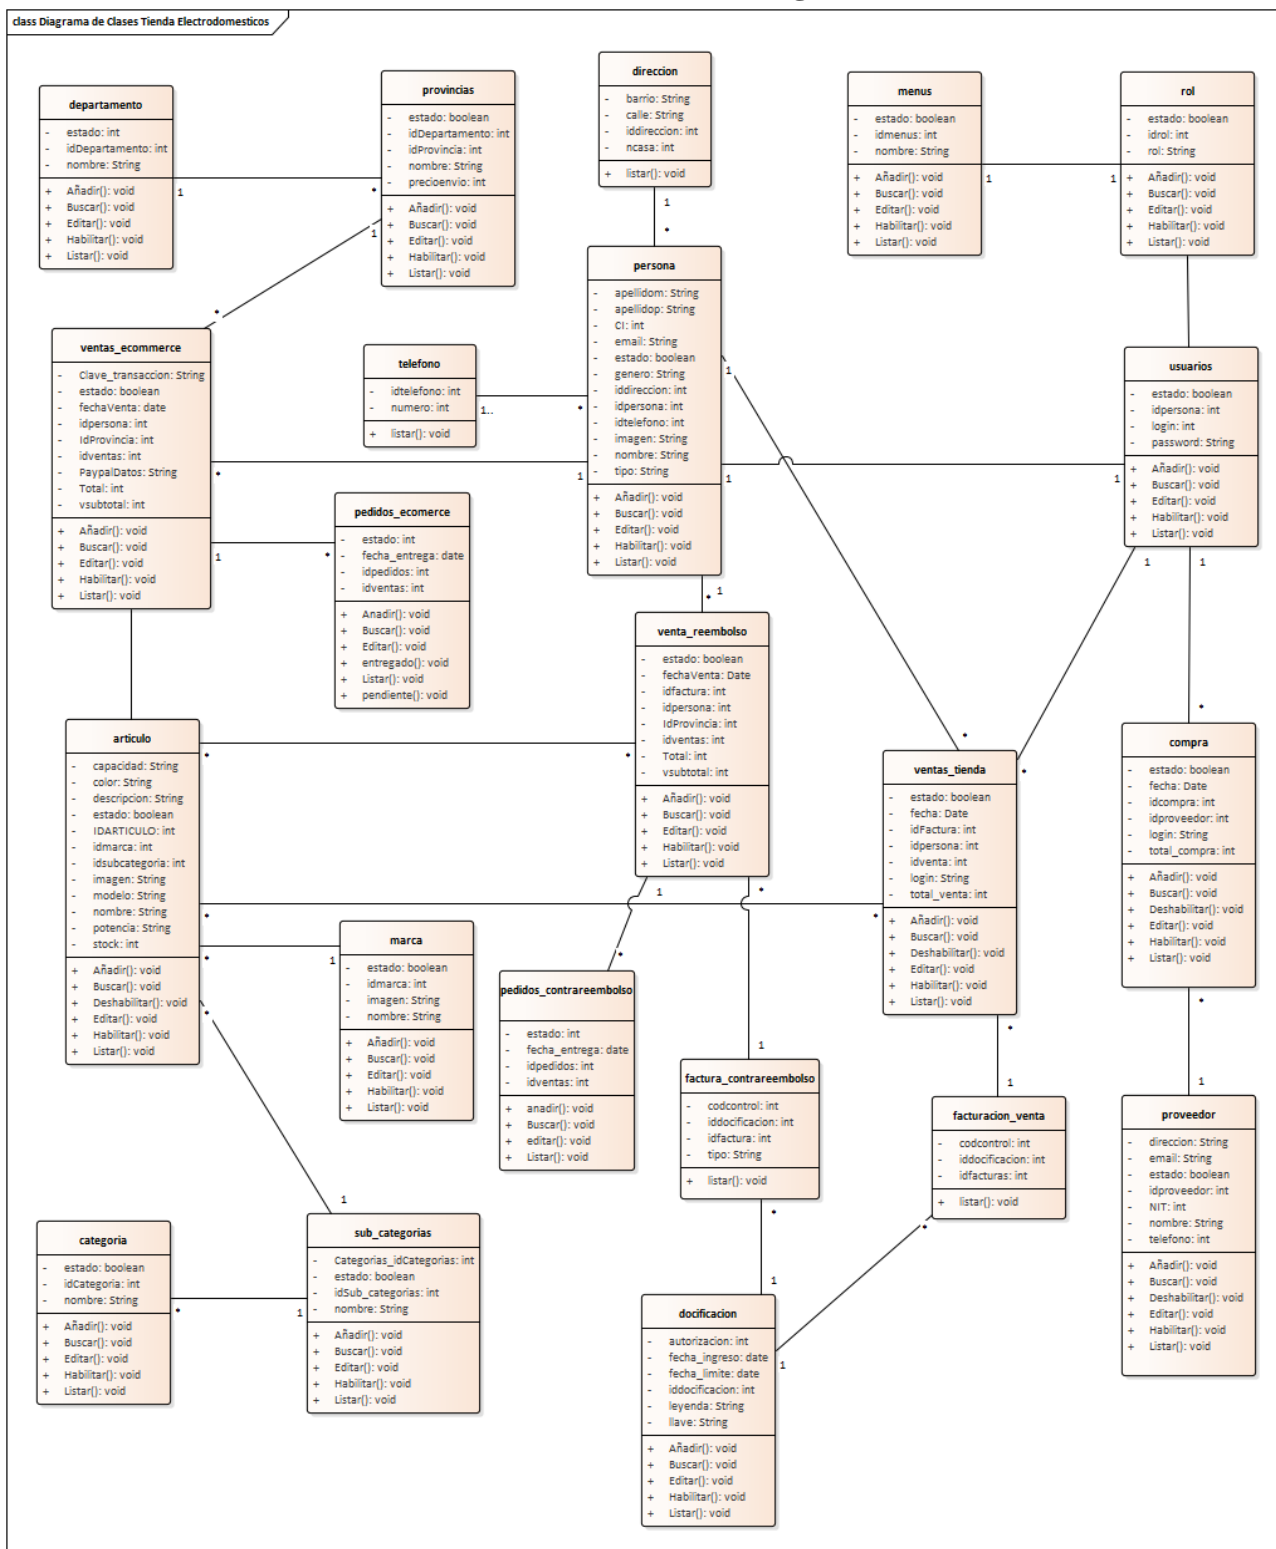 class Diagrama de Clases Tienda Electrodomesticos
departamento
- estado: int
- idDepartamento: int
- nombre: String
+ Añadir(): void
+ Buscar(): void
+ Editar(): void
+ Habilitar(): void
+ Listar(): void
1
*
provincias
- estado: boolean
- idDepartamento: int
- idProvincia: int
- nombre: String
- precioenvio: int
+ Añadir(): void
+ Buscar(): void
+ Editar(): void
+ Habilitar(): void
+ Listar(): void
1
*
direccion
- barrio: String
- calle: String
- iddireccion: int
- ncasa: int
+ listar(): void
1
*
menus
- estado: boolean
- idmenus: int
- nombre: String
+ Añadir(): void
+ Buscar(): void
+ Editar(): void
+ Habilitar(): void
+ Listar(): void
1
1
rol
- estado: boolean
- idrol: int
- rol: String
+ Añadir(): void
+ Buscar(): void
+ Editar(): void
+ Habilitar(): void
+ Listar(): void
ventas_ecommerce
- Clave_transaccion: String
- estado: boolean
- fechaVenta: date
- idpersona: int
- IdProvincia: int
- idventas: int
- PaypalDatos: String
- Total: int
- vsubtotal: int
+ Añadir(): void
+ Buscar(): void
+ Editar(): void
+ Habilitar(): void
+ Listar(): void
*
1
1
*
telefono
- idtelefono: int
- numero: int
+ listar(): void
1..
*
persona
- apellidom: String
- apellidop: String
- CI: int
- email: String
- estado: boolean
- genero: String
- iddireccion: int
- idpersona: int
- idtelefono: int
- imagen: String
- nombre: String
- tipo: String
+ Añadir(): void
+ Buscar(): void
+ Editar(): void
+ Habilitar(): void
+ Listar(): void
1
1
1
1
*
*
usuarios
- estado: boolean
- idpersona: int
- login: int
- password: String
+ Añadir(): void
+ Buscar(): void
+ Editar(): void
+ Habilitar(): void
+ Listar(): void
1
1
*
*
pedidos_ecomerce
- estado: int
- fecha_entrega: date
- idpedidos: int
- idventas: int
+ Anadir(): void
+ Buscar(): void
+ Editar(): void
+ entregado(): void
+ Listar(): void
+ pendiente(): void
venta_reembolso
- estado: boolean
- fechaVenta: Date
- idfactura: int
- idpersona: int
- IdProvincia: int
- idventas: int
- Total: int
- vsubtotal: int
+ Añadir(): void
+ Buscar(): void
+ Editar(): void
+ Habilitar(): void
+ Listar(): void
1
*
*
1
articulo
- capacidad: String
- color: String
- descripcion: String
- estado: boolean
- IDARTICULO: int
- idmarca: int
- idsubcategoria: int
- imagen: String
- modelo: String
- nombre: String
- potencia: String
- stock: int
+ Añadir(): void
+ Buscar(): void
+ Deshabilitar(): void
+ Editar(): void
+ Habilitar(): void
+ Listar(): void
*
*
*
*
*
1
*
1
ventas_tienda
- estado: boolean
- fecha: Date
- idFactura: int
- idpersona: int
- idventa: int
- login: String
- total_venta: int
+ Añadir(): void
+ Buscar(): void
+ Deshabilitar(): void
+ Editar(): void
+ Habilitar(): void
+ Listar(): void
*
1
compra
- estado: boolean
- fecha: Date
- idcompra: int
- idproveedor: int
- login: String
- total_compra: int
+ Añadir(): void
+ Buscar(): void
+ Deshabilitar(): void
+ Editar(): void
+ Habilitar(): void
+ Listar(): void
*
1
marca
- estado: boolean
- idmarca: int
- imagen: String
- nombre: String
+ Añadir(): void
+ Buscar(): void
+ Editar(): void
+ Habilitar(): void
+ Listar(): void
pedidos_contrareembolso
- estado: int
- fecha_entrega: date
- idpedidos: int
- idventas: int
+ anadir(): void
+ Buscar(): void
+ editar(): void
+ Listar(): void
factura_contrareembolso
- codcontrol: int
- iddocificacion: int
- idfactura: int
- tipo: String
+ listar(): void
*
1
facturacion_venta
- codcontrol: int
- iddocificacion: int
- idfacturas: int
+ listar(): void
*
1
proveedor
- direccion: String
- email: String
- estado: boolean
- idproveedor: int
- NIT: int
- nombre: String
- telefono: int
+ Añadir(): void
+ Buscar(): void
+ Deshabilitar(): void
+ Editar(): void
+ Habilitar(): void
+ Listar(): void
categoria
- estado: boolean
- idCategoria: int
- nombre: String
+ Añadir(): void
+ Buscar(): void
+ Editar(): void
+ Habilitar(): void
+ Listar(): void
*
1
sub_categorias
- Categorias_idCategorias: int
- estado: boolean
- idSub_categorias: int
- nombre: String
+ Añadir(): void
+ Buscar(): void
+ Editar(): void
+ Habilitar(): void
+ Listar(): void
docificacion
- autorizacion: int
- fecha_ingreso: date
- fecha_limite: date
- iddocificacion: int
- leyenda: String
- llave: String
+ Añadir(): void
+ Buscar(): void
+ Editar(): void
+ Habilitar(): void
+ Listar(): void